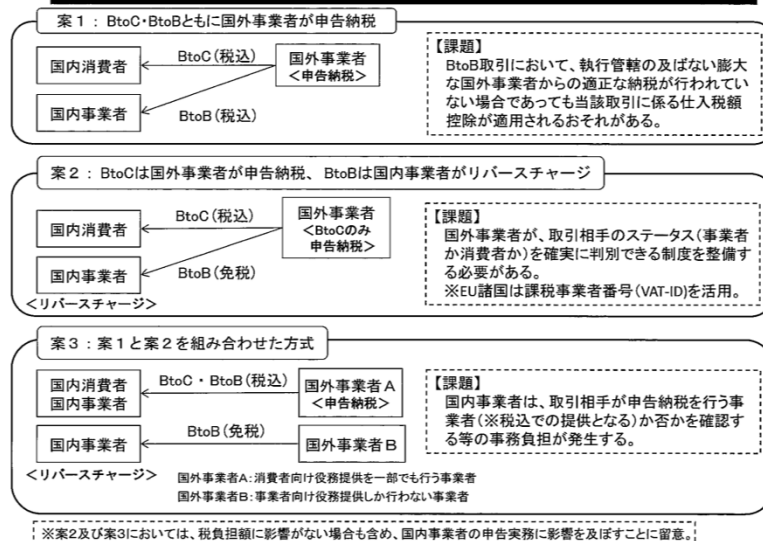 案1：BtoC・BtoBともに国外事業者が申告納税
国内消費者
国内事業者
BtoC(税込)
BtoB(税込)
国外事業者
<申告納税>
【課題】
BtoB取引において、執行管轄の及ばない膨大
な国外事業者からの適正な納税が行われてい
ない場合であっても当該取引に係る仕入税額
控除が適用されるおそれがある。
案2：BtoCは国外事業者が申告納税、BtoBは国内事業者がリバースチャージ
国内消費者
国内事業者
<リバースチャージ>
BtoC(税込)
BtoB(免税)
国外事業者
<BtoCのみ
申告納税>
【課題】
国外事業者が、取引相手のステータス(事業者
か消費者か)を確実に判別できる制度を整備す
る必要がある。
※EU諸国は課税事業者番号(VAT-ID)を活用。
案3：案1と案2を組み合わせた方式
国内消費者
国内事業者
BtoC・BtoB(税込)
国外事業者A
<申告納税>
国内事業者
<リバースチャージ>
BtoB(免税)
国外事業者B
【課題】
国内事業者は、取引相手が申告納税を行う事
業者(※税込での提供となる)か否かを確認す
る等の事務負担が発生する。
国外事業者A:消費者向け役務提供を一部でも行う事業者
国外事業者B:事業者向け役務提供しか行わない事業者
※案2及び案3においては、税負担額に影響がない場合も含め、国内事業者の申告実務に影響を及ぼすことに留意。